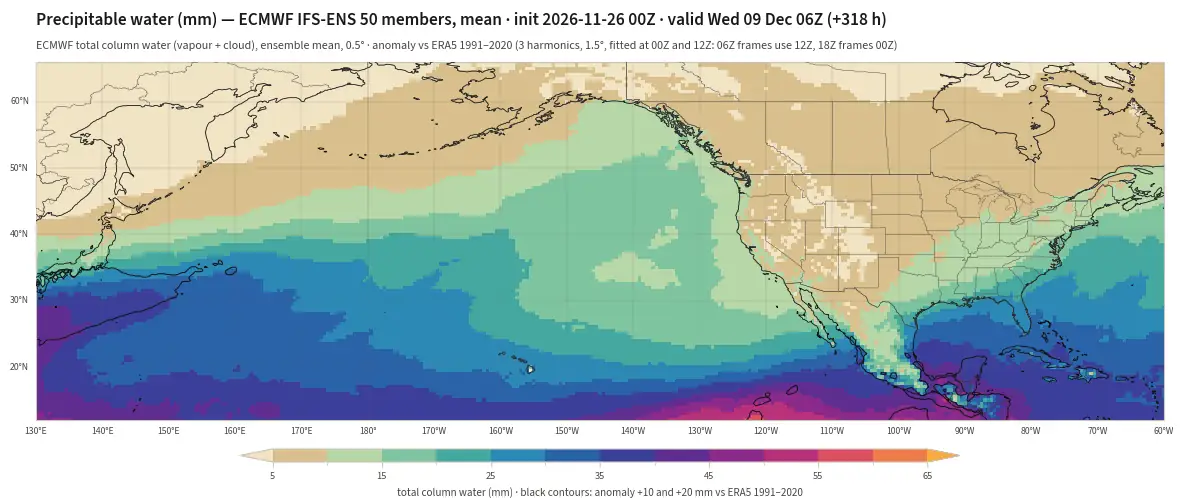 Precipitable water (mm) — ECMWF IFS-ENS 50 members, mean · init 2026-11-26 00Z · valid Wed 09 Dec 06Z (+318 h)
ECMWF total column water (vapour + cloud), ensemble mean, 0.5° · anomaly vs ERA5 1991–2020 (3 harmonics, 1.5°, fitted at 00Z and 12Z: 06Z frames use 12Z, 18Z frames 00Z)
60°N
50°N
40°N
30°N
20°N
130°E 140°E 150°E 160°E 170°E 180° 170°W 160°W 150°W 140°W 130°W 120°W 110°W 100°W 90°W 80°W 70°W 60°W
5 15 25 35 45 55 65
total column water (mm) · black contours: anomaly +10 and +20 mm vs ERA5 1991–2020